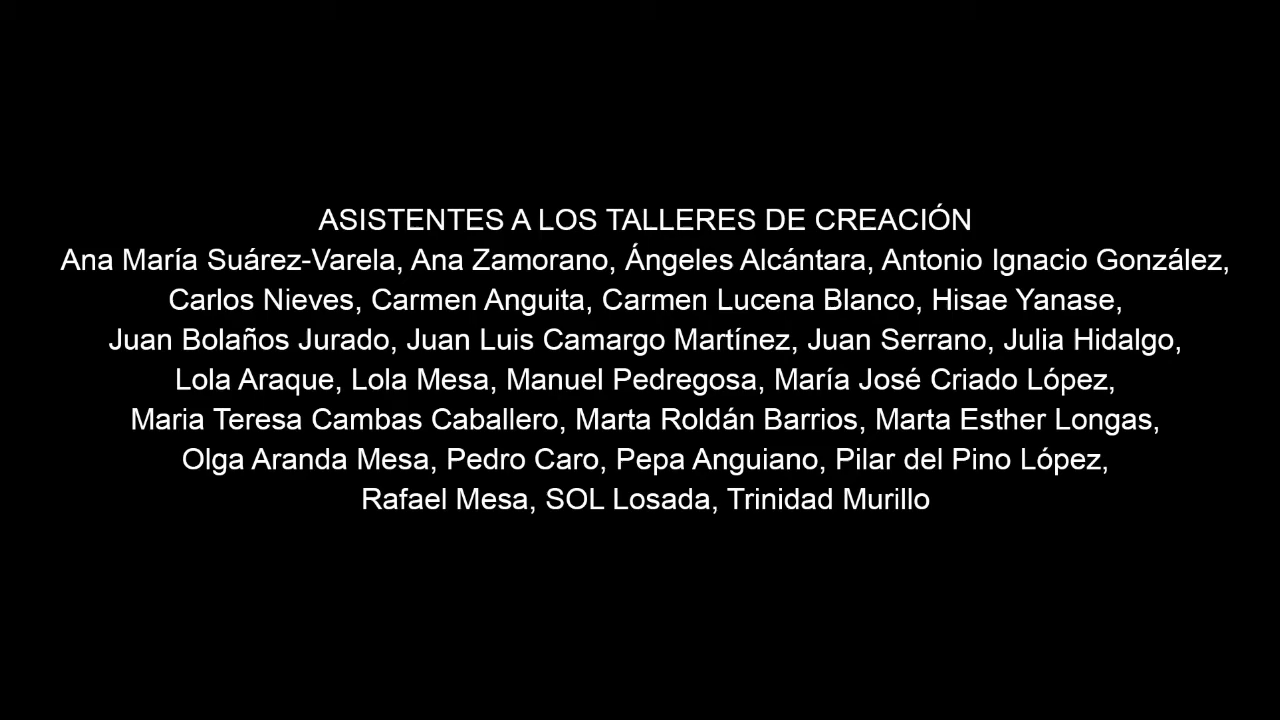 ASISTENTES A LOS TALLERES DE CREACIÓN
Ana María Suárez-Varela, Ana Zamorano, Ángeles Alcántara, Antonio Ignacio González,
Carlos Nieves, Carmen Anguita, Carmen Lucena Blanco, Hisae Yanase,
Juan Bolaños Jurado, Juan Luis Camargo Martínez, Juan Serrano, Julia Hidalgo,
Lola Araque, Lola Mesa, Manuel Pedregosa, María José Criado López,
Maria Teresa Cambas Caballero, Marta Roldán Barrios, Marta Esther Longas,
Olga Aranda Mesa, Pedro Caro, Pepa Anguiano, Pilar del Pino López,
Rafael Mesa, SOL Losada, Trinidad Murillo